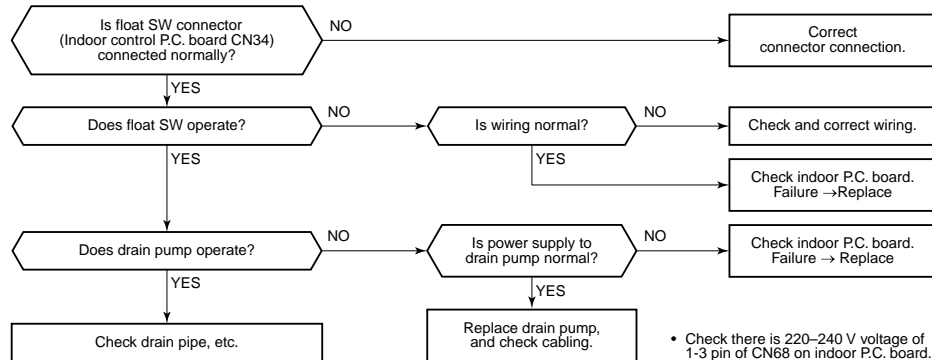 Is float SW connector
(Indoor control P.C. board CN34)
connected normally?
NO
Correct
connector connection.
YES
Does float SW operate?
NO
Is wiring normal?
NO
Check and correct wiring.
YES
YES
Check indoor P.C. board.
Failure →Replace
Does drain pump operate?
NO
Is power supply to
drain pump normal?
NO
Check indoor P.C. board.
Failure → Replace
YES
YES
Check drain pipe, etc.
Replace drain pump,
and check cabling.
• Check there is 220–240 V voltage of
1-3 pin of CN68 on indoor P.C. board.